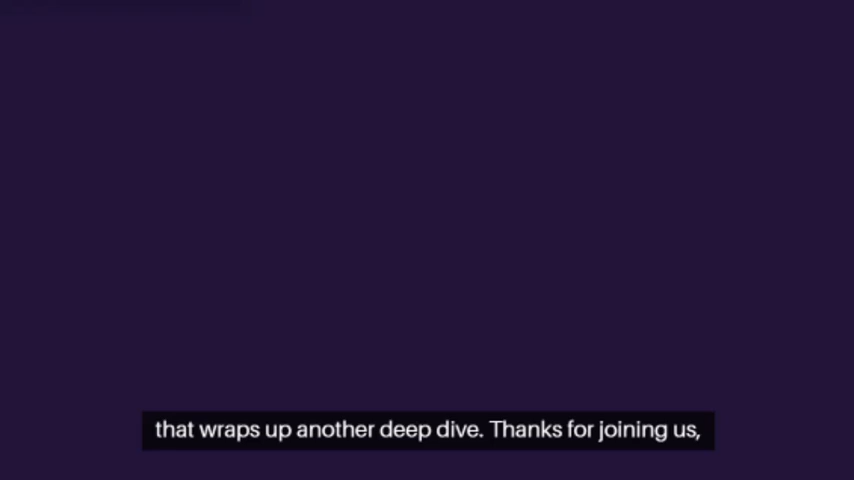 that wraps up another deep dive. Thanks for joining us,